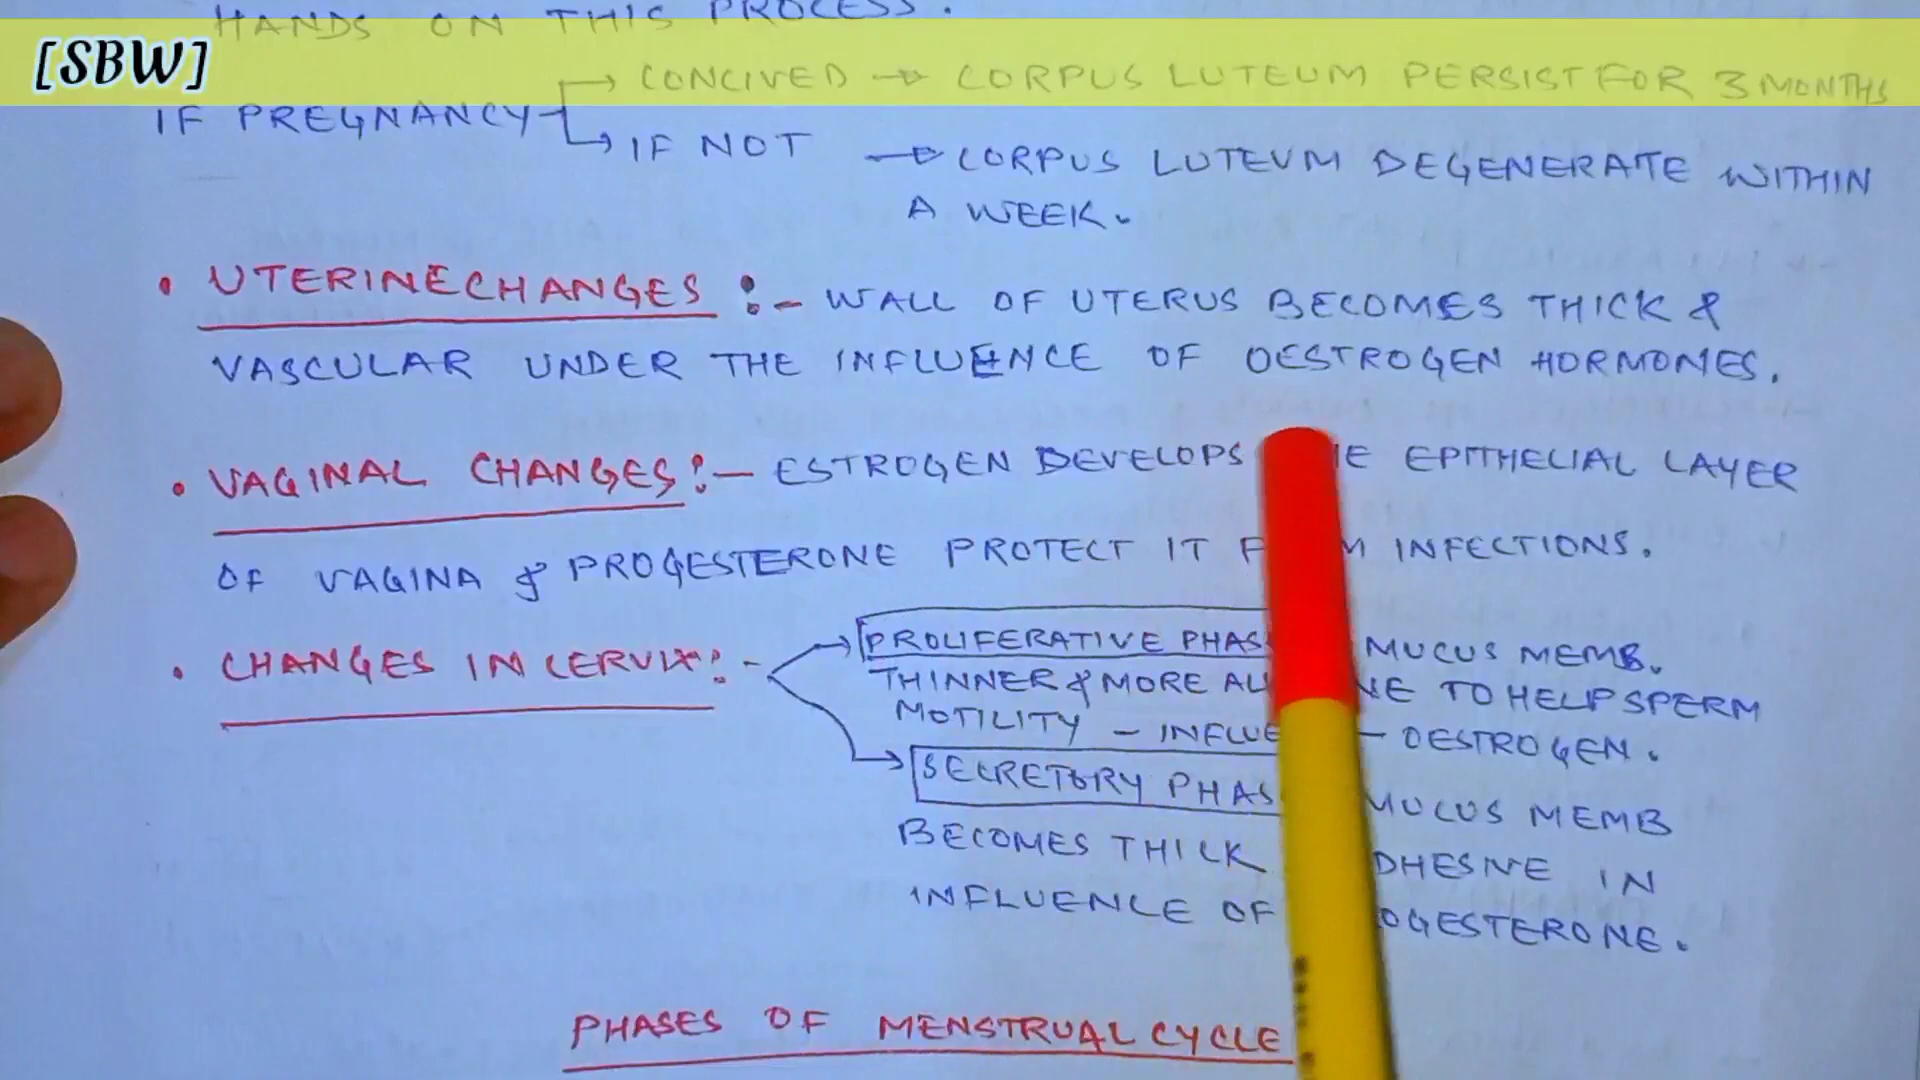 HANDS ON THIS PROCESS.
[SBW]
CONCIVED → CORPUS LUTEUM PERSIST FOR 3 MONTHS
IF PREGNANCY
IF NOT → CORPUS LUTEUM DEGENERATE WITHIN
A WEEK.
• UTERINE CHANGES :- WALL OF UTERUS BECOMES THICK &
VASCULAR UNDER THE INFLUENCE OF OESTROGEN HORMONES.
• VAGINAL CHANGES :- ESTROGEN DEVELOPS EPITHELIAL LAYER
OF VAGINA & PROGESTERONE PROTECT IT INFECTIONS.
• CHANGES IN CERVIX :- PROLIFERATIVE PHAS MUCUS MEMB.
THINNER & MORE TO HELP SPERM
MOTILITY - INFLUE - OESTROGEN.
SECRETORY PHAS MUCUS MEMB
BECOMES THICK DHESIVE IN
INFLUENCE OF OGESTERONE.
PHASES OF MENSTRUAL CYCLE